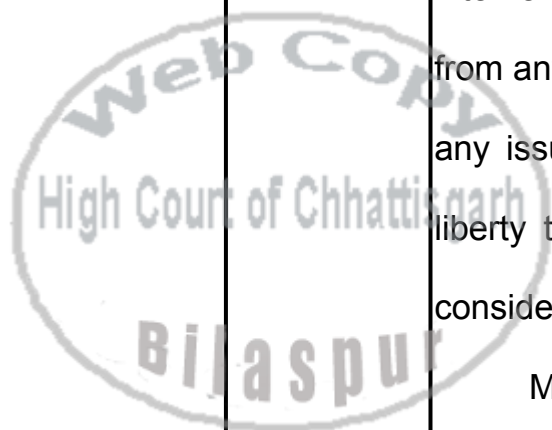 Web Copy
from an
any issu
High Court of Chhattisgarh
liberty t
conside
Bilaspur
M